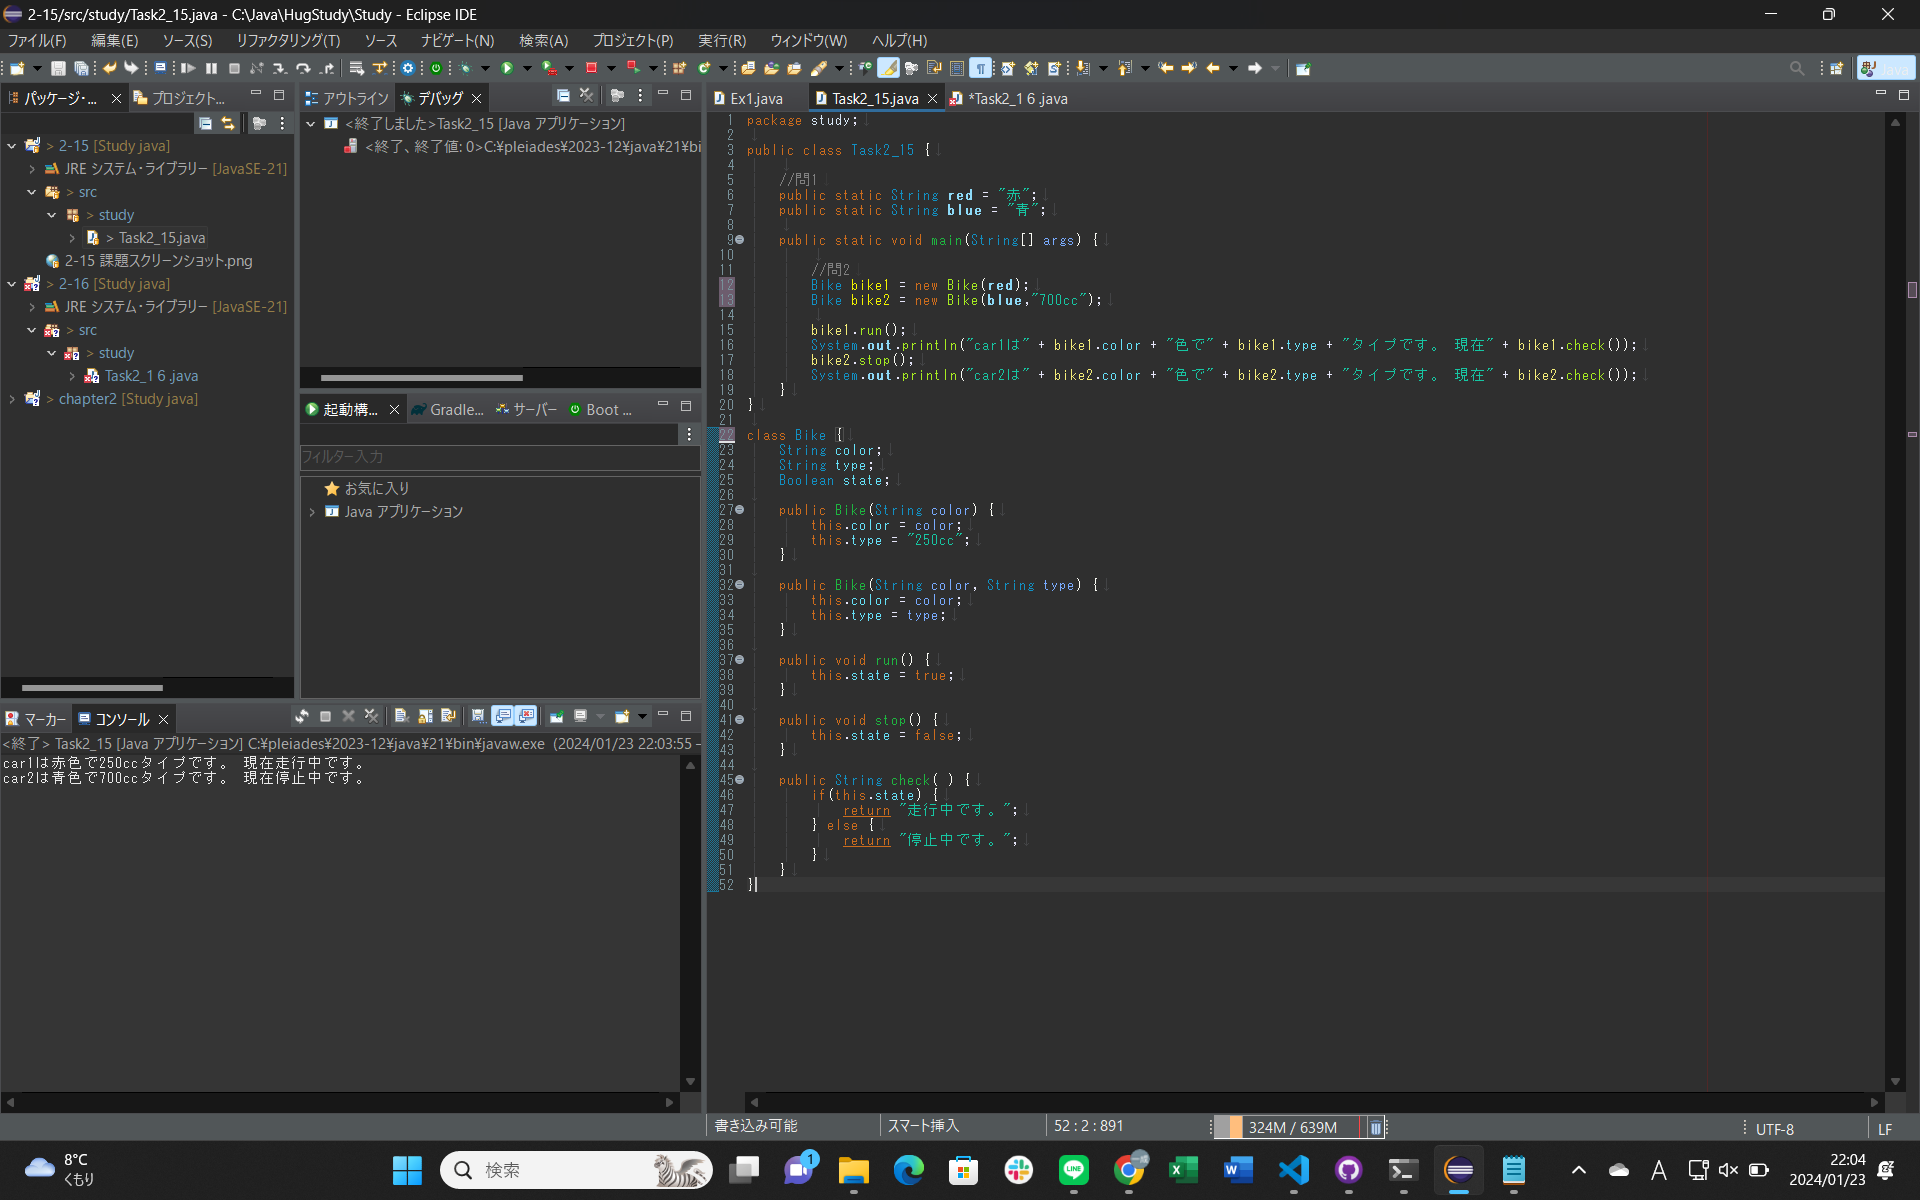 2-15/src/study/Task2_15.java - C:\Java\HugStudy\Study - Eclipse IDE
ファイル(F) 編集(E) ソース(S) リファクタリング(T) ソース ナビゲート(N) 検索(A) プロジェクト(P) 実行(R) ウィンドウ(W) ヘルプ(H)
Java
パッケージ・... プロジェクト...
> 2-15 [Study java]
JRE システム・ライブラリー [JavaSE-21]
> src
> study
> Task2_15.java
2-15 課題スクリーンショット.png
> 2-16 [Study java]
JRE システム・ライブラリー [JavaSE-21]
> src
> study
Task2_1６.java
> chapter2 [Study java]
アウトライン デバッグ
<終了しました>Task2_15 [Java アプリケーション]
<終了、終了値: 0>C:¥pleiades¥2023-12¥java¥21¥bi
起動構... Gradle... サーバー Boot ...
フィルター入力
お気に入り
Java アプリケーション
マーカー コンソール
<終了> Task2_15 [Java アプリケーション] C:¥pleiades¥2023-12¥java¥21¥bin¥javaw.exe (2024/01/23 22:03:55 –
car1は赤色で250ccタイプです。 現在走行中です。
car2は青色で700ccタイプです。 現在停止中です。
Ex1.java Task2_15.java *Task2_1６.java
1 package study;
2
3 public class Task2_15 {
4
5 //問1
6 public static String red = "赤";
7 public static String blue = "青";
8
9 public static void main(String[] args) {
10
11 //問2
12 Bike bike1 = new Bike(red);
13 Bike bike2 = new Bike(blue,"700cc");
14
15 bike1.run();
16 System.out.println("car1は" + bike1.color + "色で" + bike1.type + "タイプです。 現在" + bike1.check());
17 bike2.stop();
18 System.out.println("car2は" + bike2.color + "色で" + bike2.type + "タイプです。 現在" + bike2.check());
19 }
20 }
21
22 class Bike {
23 String color;
24 String type;
25 Boolean state;
26
27 public Bike(String color) {
28 this.color = color;
29 this.type = "250cc";
30 }
31
32 public Bike(String color, String type) {
33 this.color = color;
34 this.type = type;
35 }
36
37 public void run() {
38 this.state = true;
39 }
40
41 public void stop() {
42 this.state = false;
43 }
44
45 public String check( ) {
46 if(this.state) {
47 return "走行中です。";
48 } else {
49 return "停止中です。";
50 }
51 }
52 }
書き込み可能 スマート挿入 52 : 2 : 891 324M / 639M UTF-8 LF
8°C
くもり
検索
1
A
22:04
2024/01/23